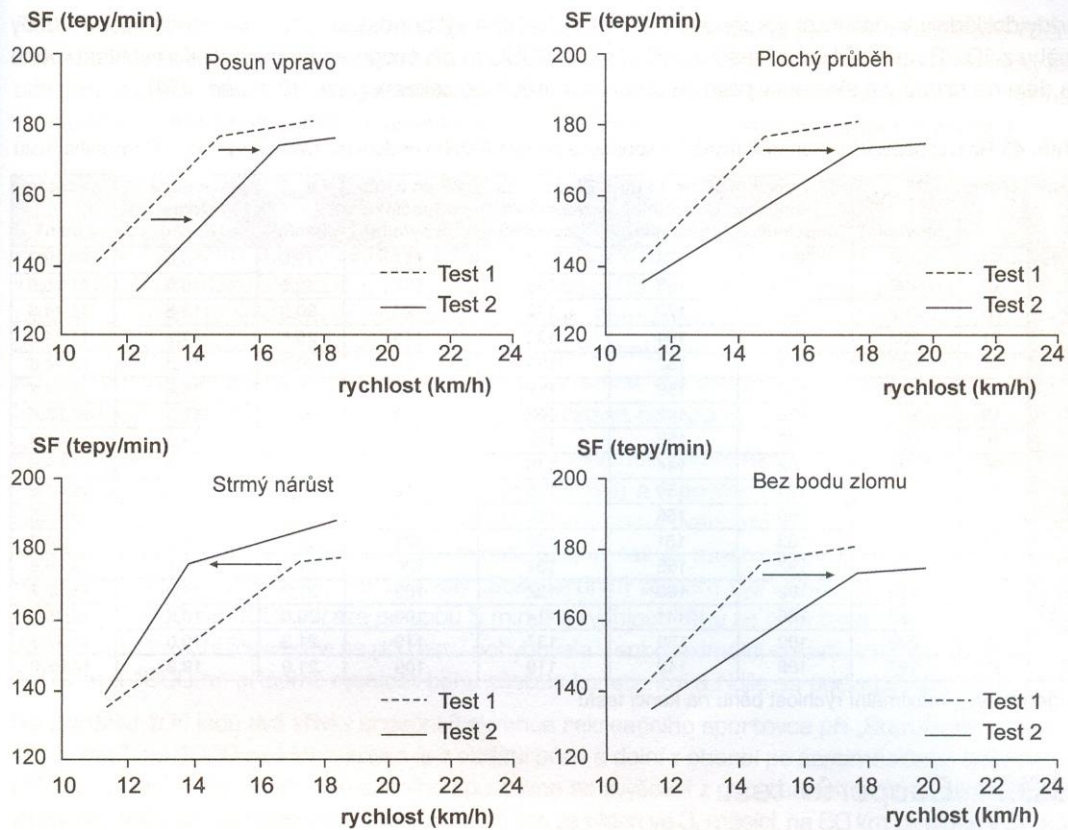 SF (tepy/min)
Posun vpravo
200
180
160
140
120
10 12 14 16 18 20 22 24
Test 1
Test 2
rychlost (km/h)
SF (tepy/min)
Plochý průběh
200
180
160
140
120
10 12 14 16 18 20 22 24
Test 1
Test 2
rychlost (km/h)
SF (tepy/min)
Strmý nárůst
200
180
160
140
120
10 12 14 16 18 20 22 24
Test 1
Test 2
rychlost (km/h)
SF (tepy/min)
Bez bodu zlomu
200
180
160
140
120
10 12 14 16 18 20 22 24
Test 1
Test 2
rychlost (km/h)